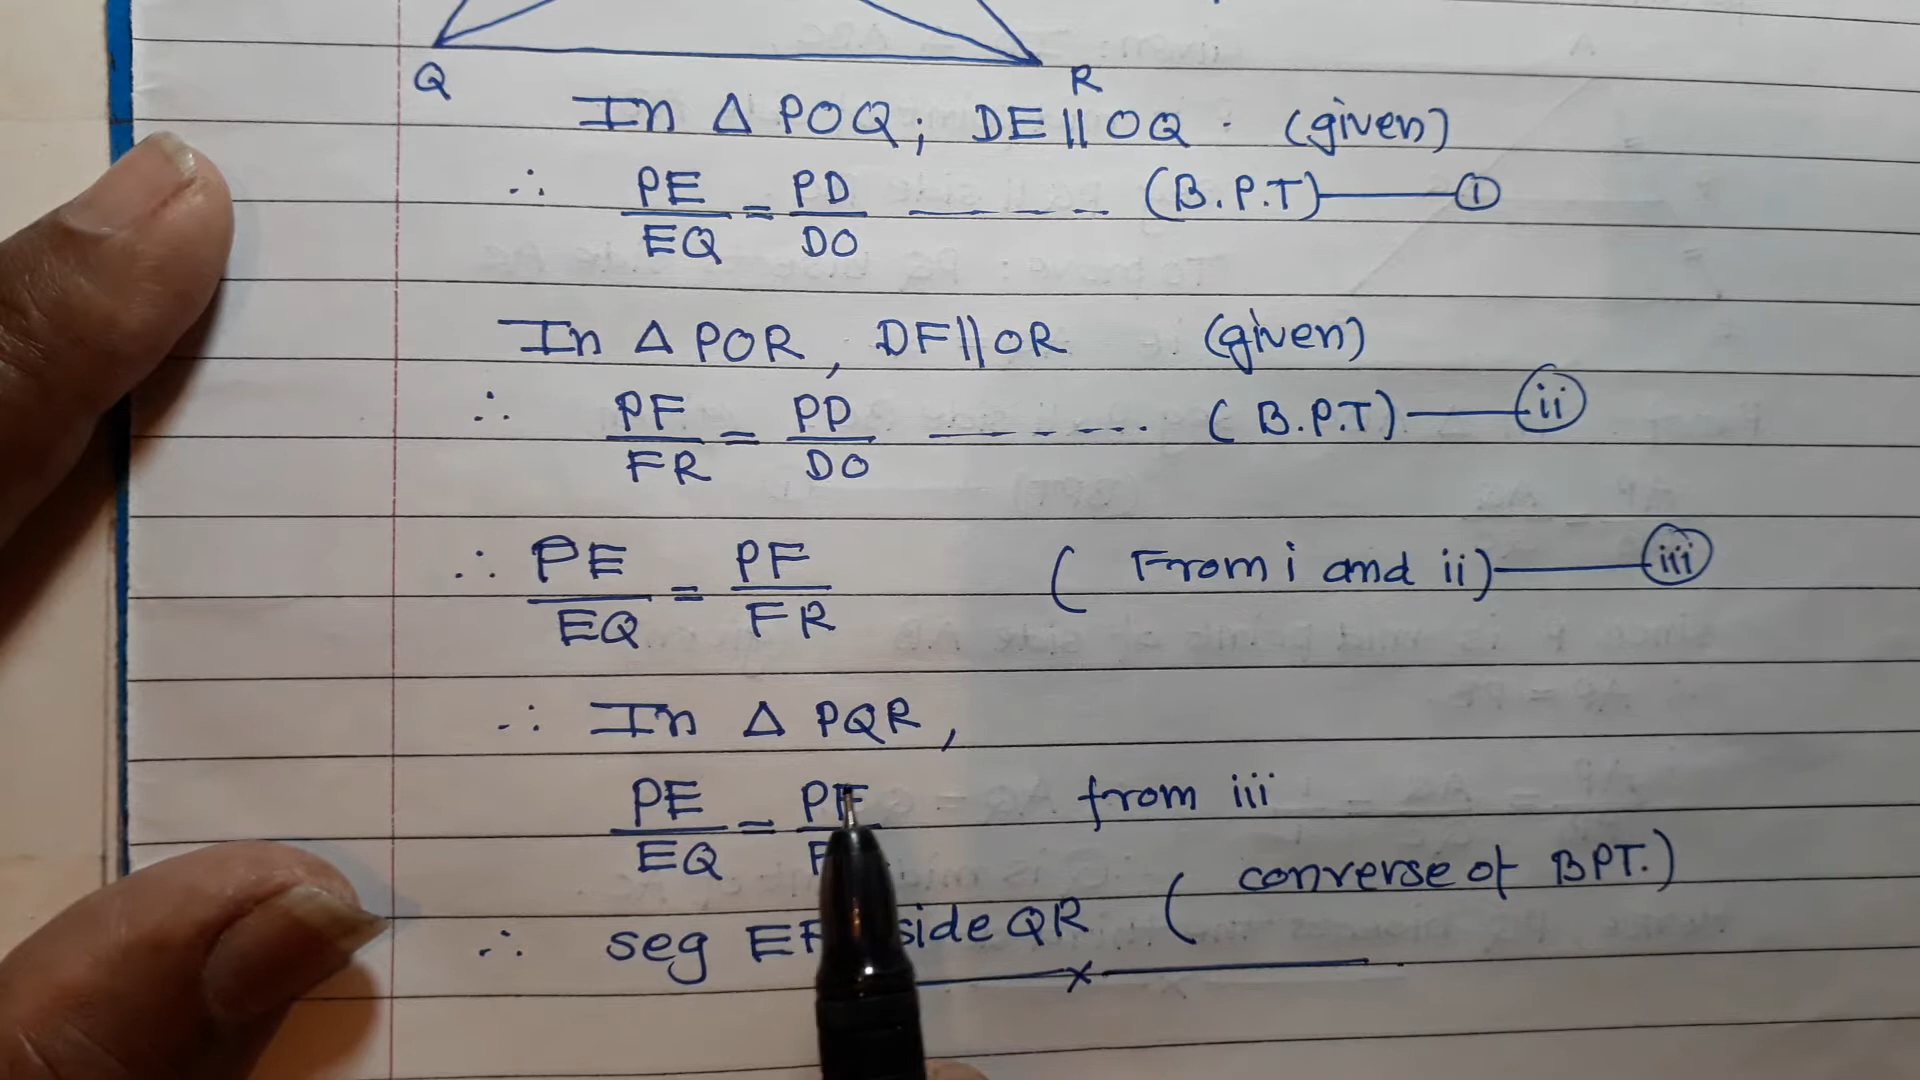 Q R
In Δ POQ; DE || OQ . (given)
∴ PE/EQ = PD/DO ------ (B.P.T) —— ①
In Δ POR, DF || OR (given)
∴ PF/FR = PD/DO ------ (B.P.T) —— ⓘⓘ
∴ PE/EQ = PF/FR (From i and ii) —— ⓘⓘⓘ
∴ In Δ PQR,
PE/EQ = PF/F from iii
∴ seg EF side QR (converse of BPT.)